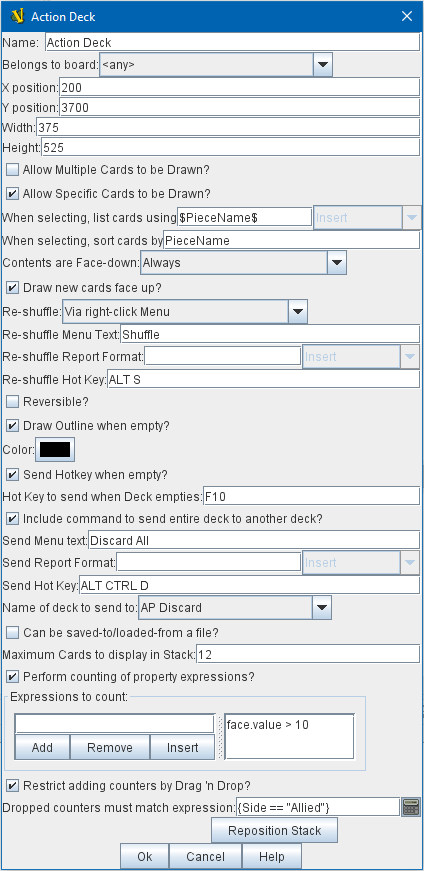 Action Deck
Name: Action Deck
Belongs to board: <any>
X position: 200
Y position: 3700
Width: 375
Height: 525
Allow Multiple Cards to be Drawn?
Allow Specific Cards to be Drawn?
When selecting, list cards using $PieceName$ Insert
When selecting, sort cards by PieceName
Contents are Face-down: Always
Draw new cards face up?
Re-shuffle: Via right-click Menu
Re-shuffle Menu Text: Shuffle
Re-shuffle Report Format: Insert
Re-shuffle Hot Key: ALT S
Reversible?
Draw Outline when empty?
Color:
Send Hotkey when empty?
Hot Key to send when Deck empties: F10
Include command to send entire deck to another deck?
Send Menu text: Discard All
Send Report Format: Insert
Send Hot Key: ALT CTRL D
Name of deck to send to: AP Discard
Can be saved-to/loaded-from a file?
Maximum Cards to display in Stack: 12
Perform counting of property expressions?
Expressions to count:
face.value > 10
Add Remove Insert
Restrict adding counters by Drag 'n Drop?
Dropped counters must match expression: {Side == "Allied"}
Reposition Stack
Ok Cancel Help